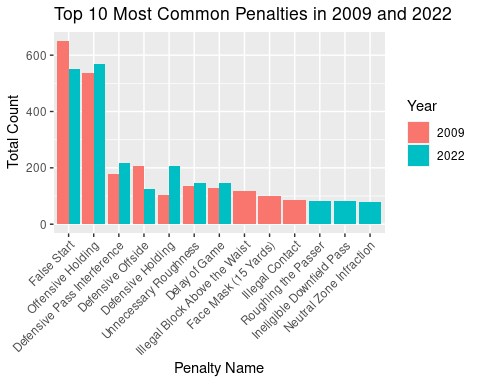 Top 10 Most Common Penalties in 2009 and 2022
Total Count
600
400
200
0
False Start
Offensive Holding
Defensive Pass Interference
Defensive Offside
Defensive Holding
Unnecessary Roughness
Delay of Game
Illegal Block Above the Waist
Face Mask (15 Yards)
Illegal Contact
Roughing the Passer
Ineligible Downfield Pass
Neutral Zone Infraction
Penalty Name
Year
2009
2022